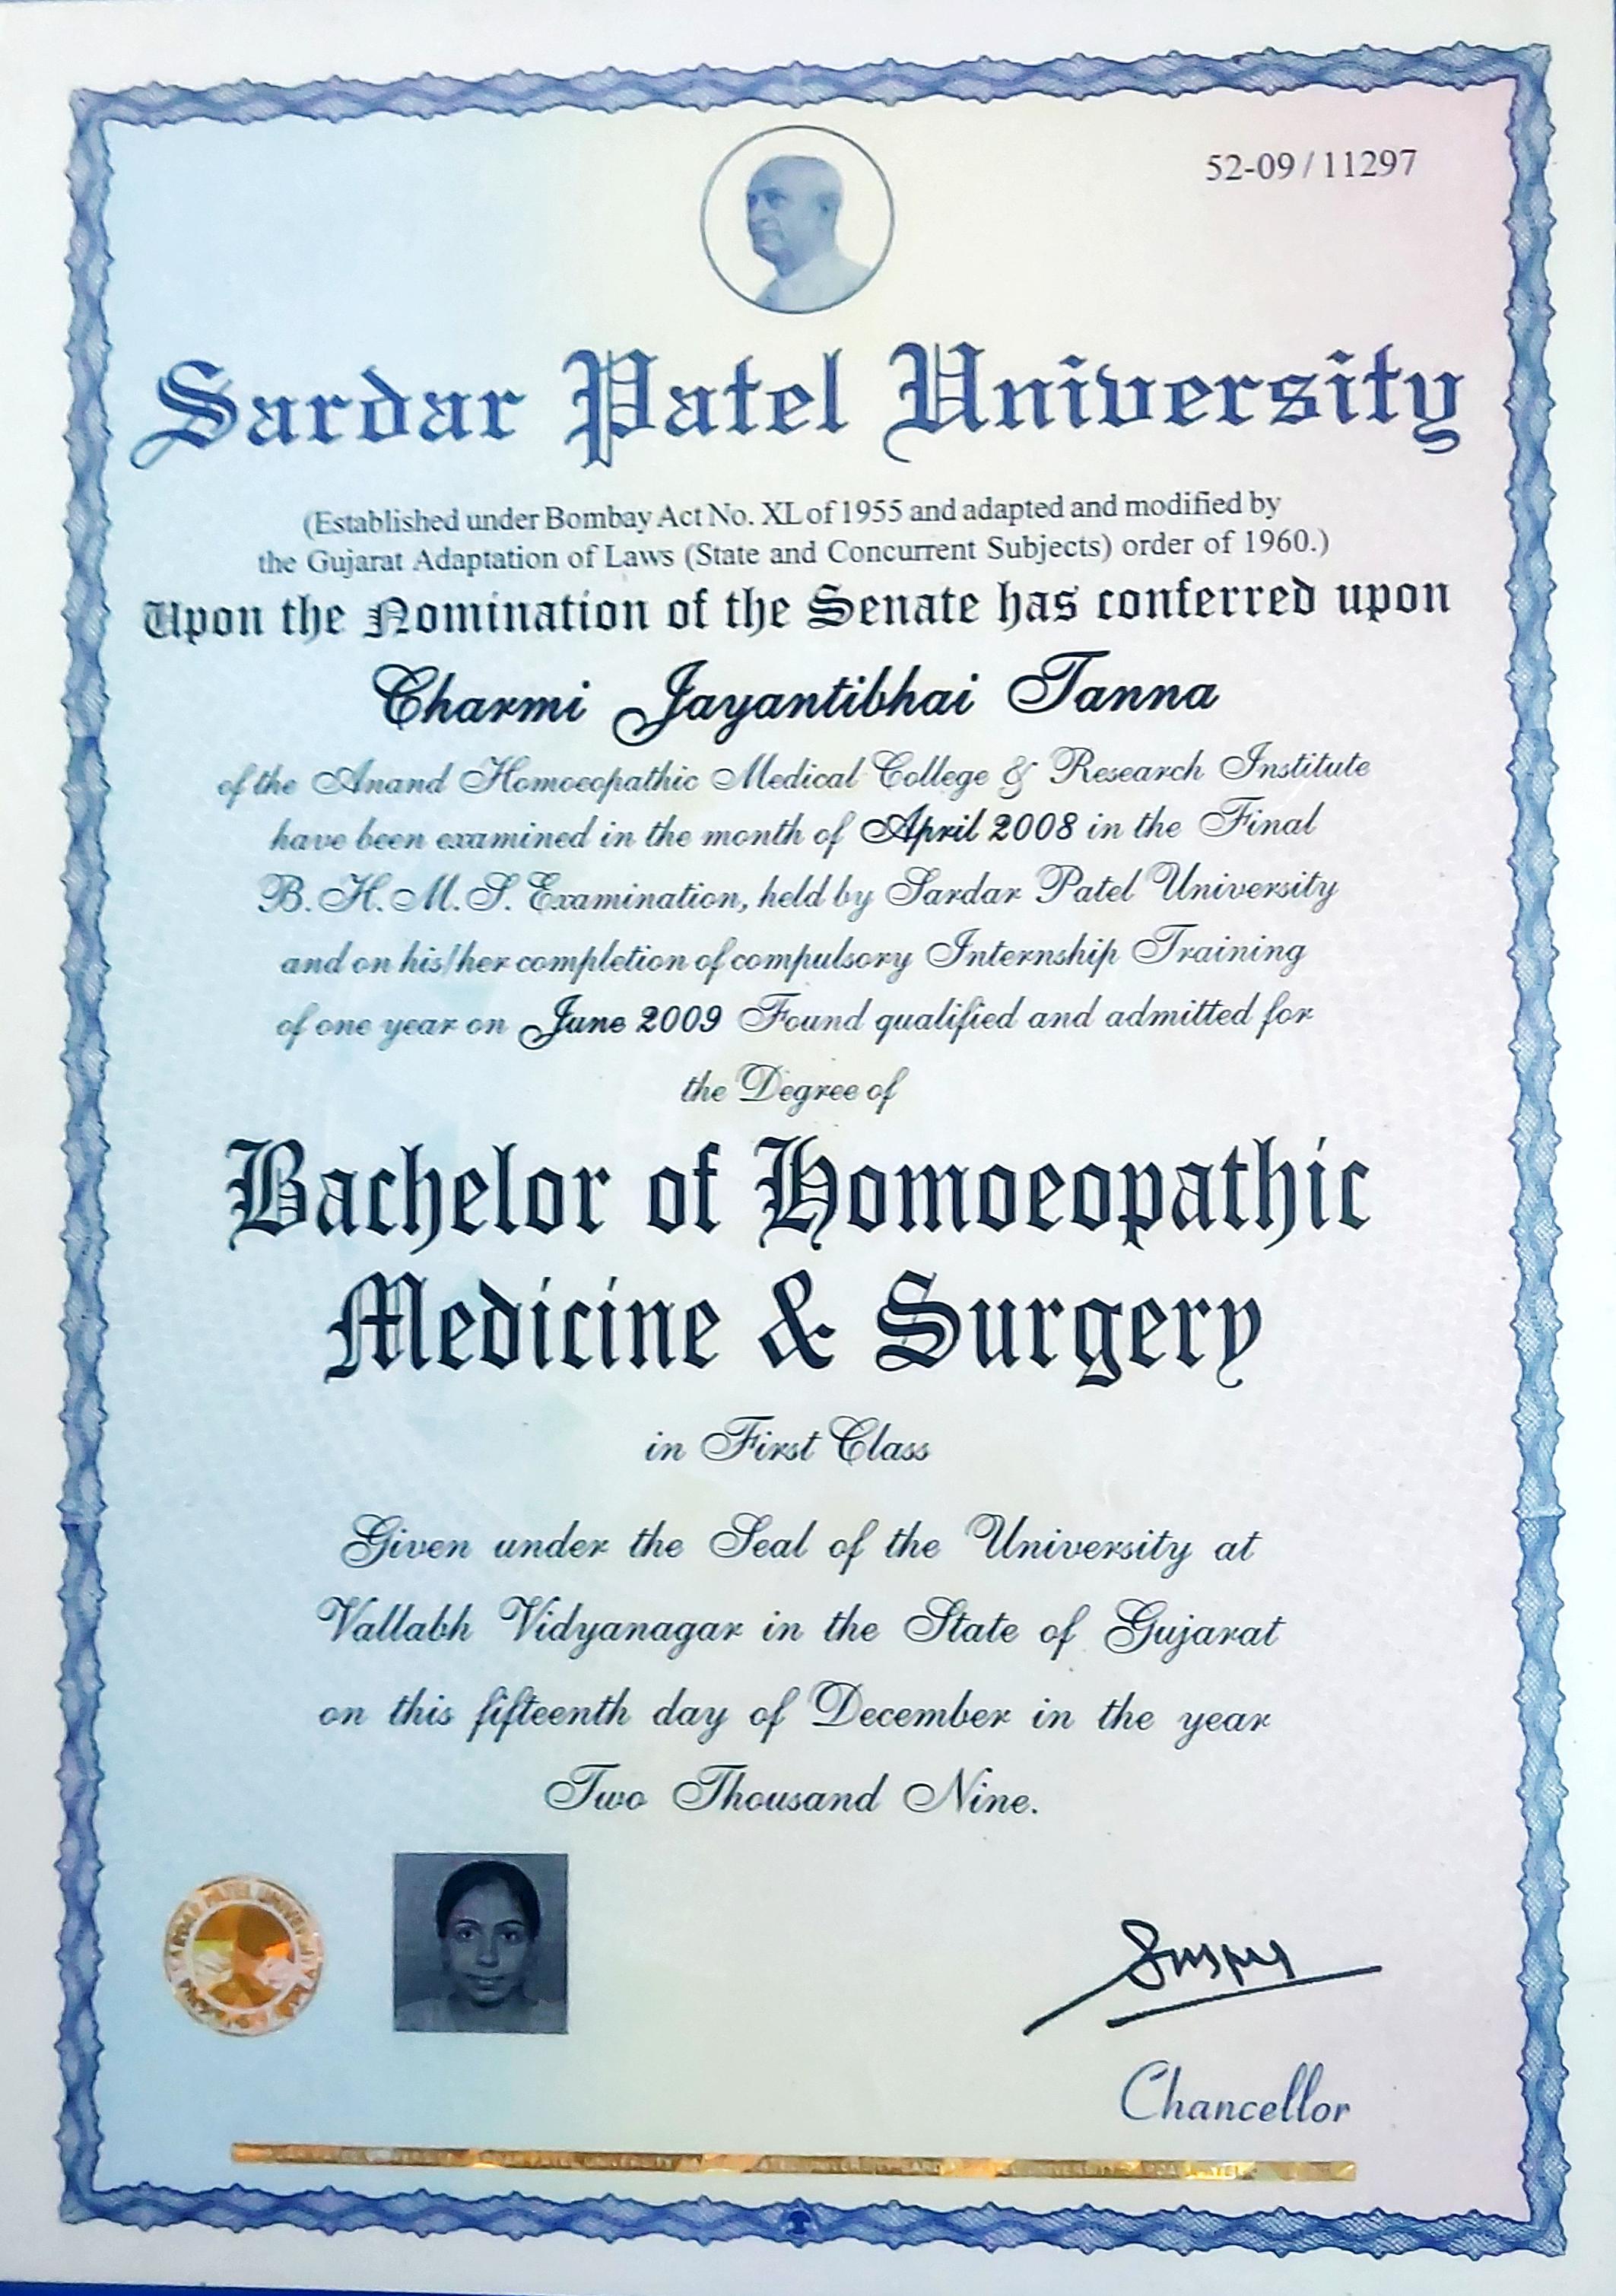 52-09 / 11297
Sardar Patel University
(Established under Bombay Act No. XL of 1955 and adapted and modified by
the Gujarat Adaptation of Laws (State and Concurrent Subjects) order of 1960.)
Upon the Nomination of the Senate has conferred upon
Charmi Jayantibhai Tanna
of the Anand Homoeopathic Medical College & Research Institute
have been examined in the month of April 2008 in the Final
B. H. M. S. Examination, held by Sardar Patel University
and on his/her completion of compulsory Internship Training
of one year on June 2009 Found qualified and admitted for
the Degree of
Bachelor of Homoeopathic
Medicine & Surgery
in First Class
Given under the Seal of the University at
Vallabh Vidyanagar in the State of Gujarat
on this fifteenth day of December in the year
Two Thousand Nine.
Chancellor